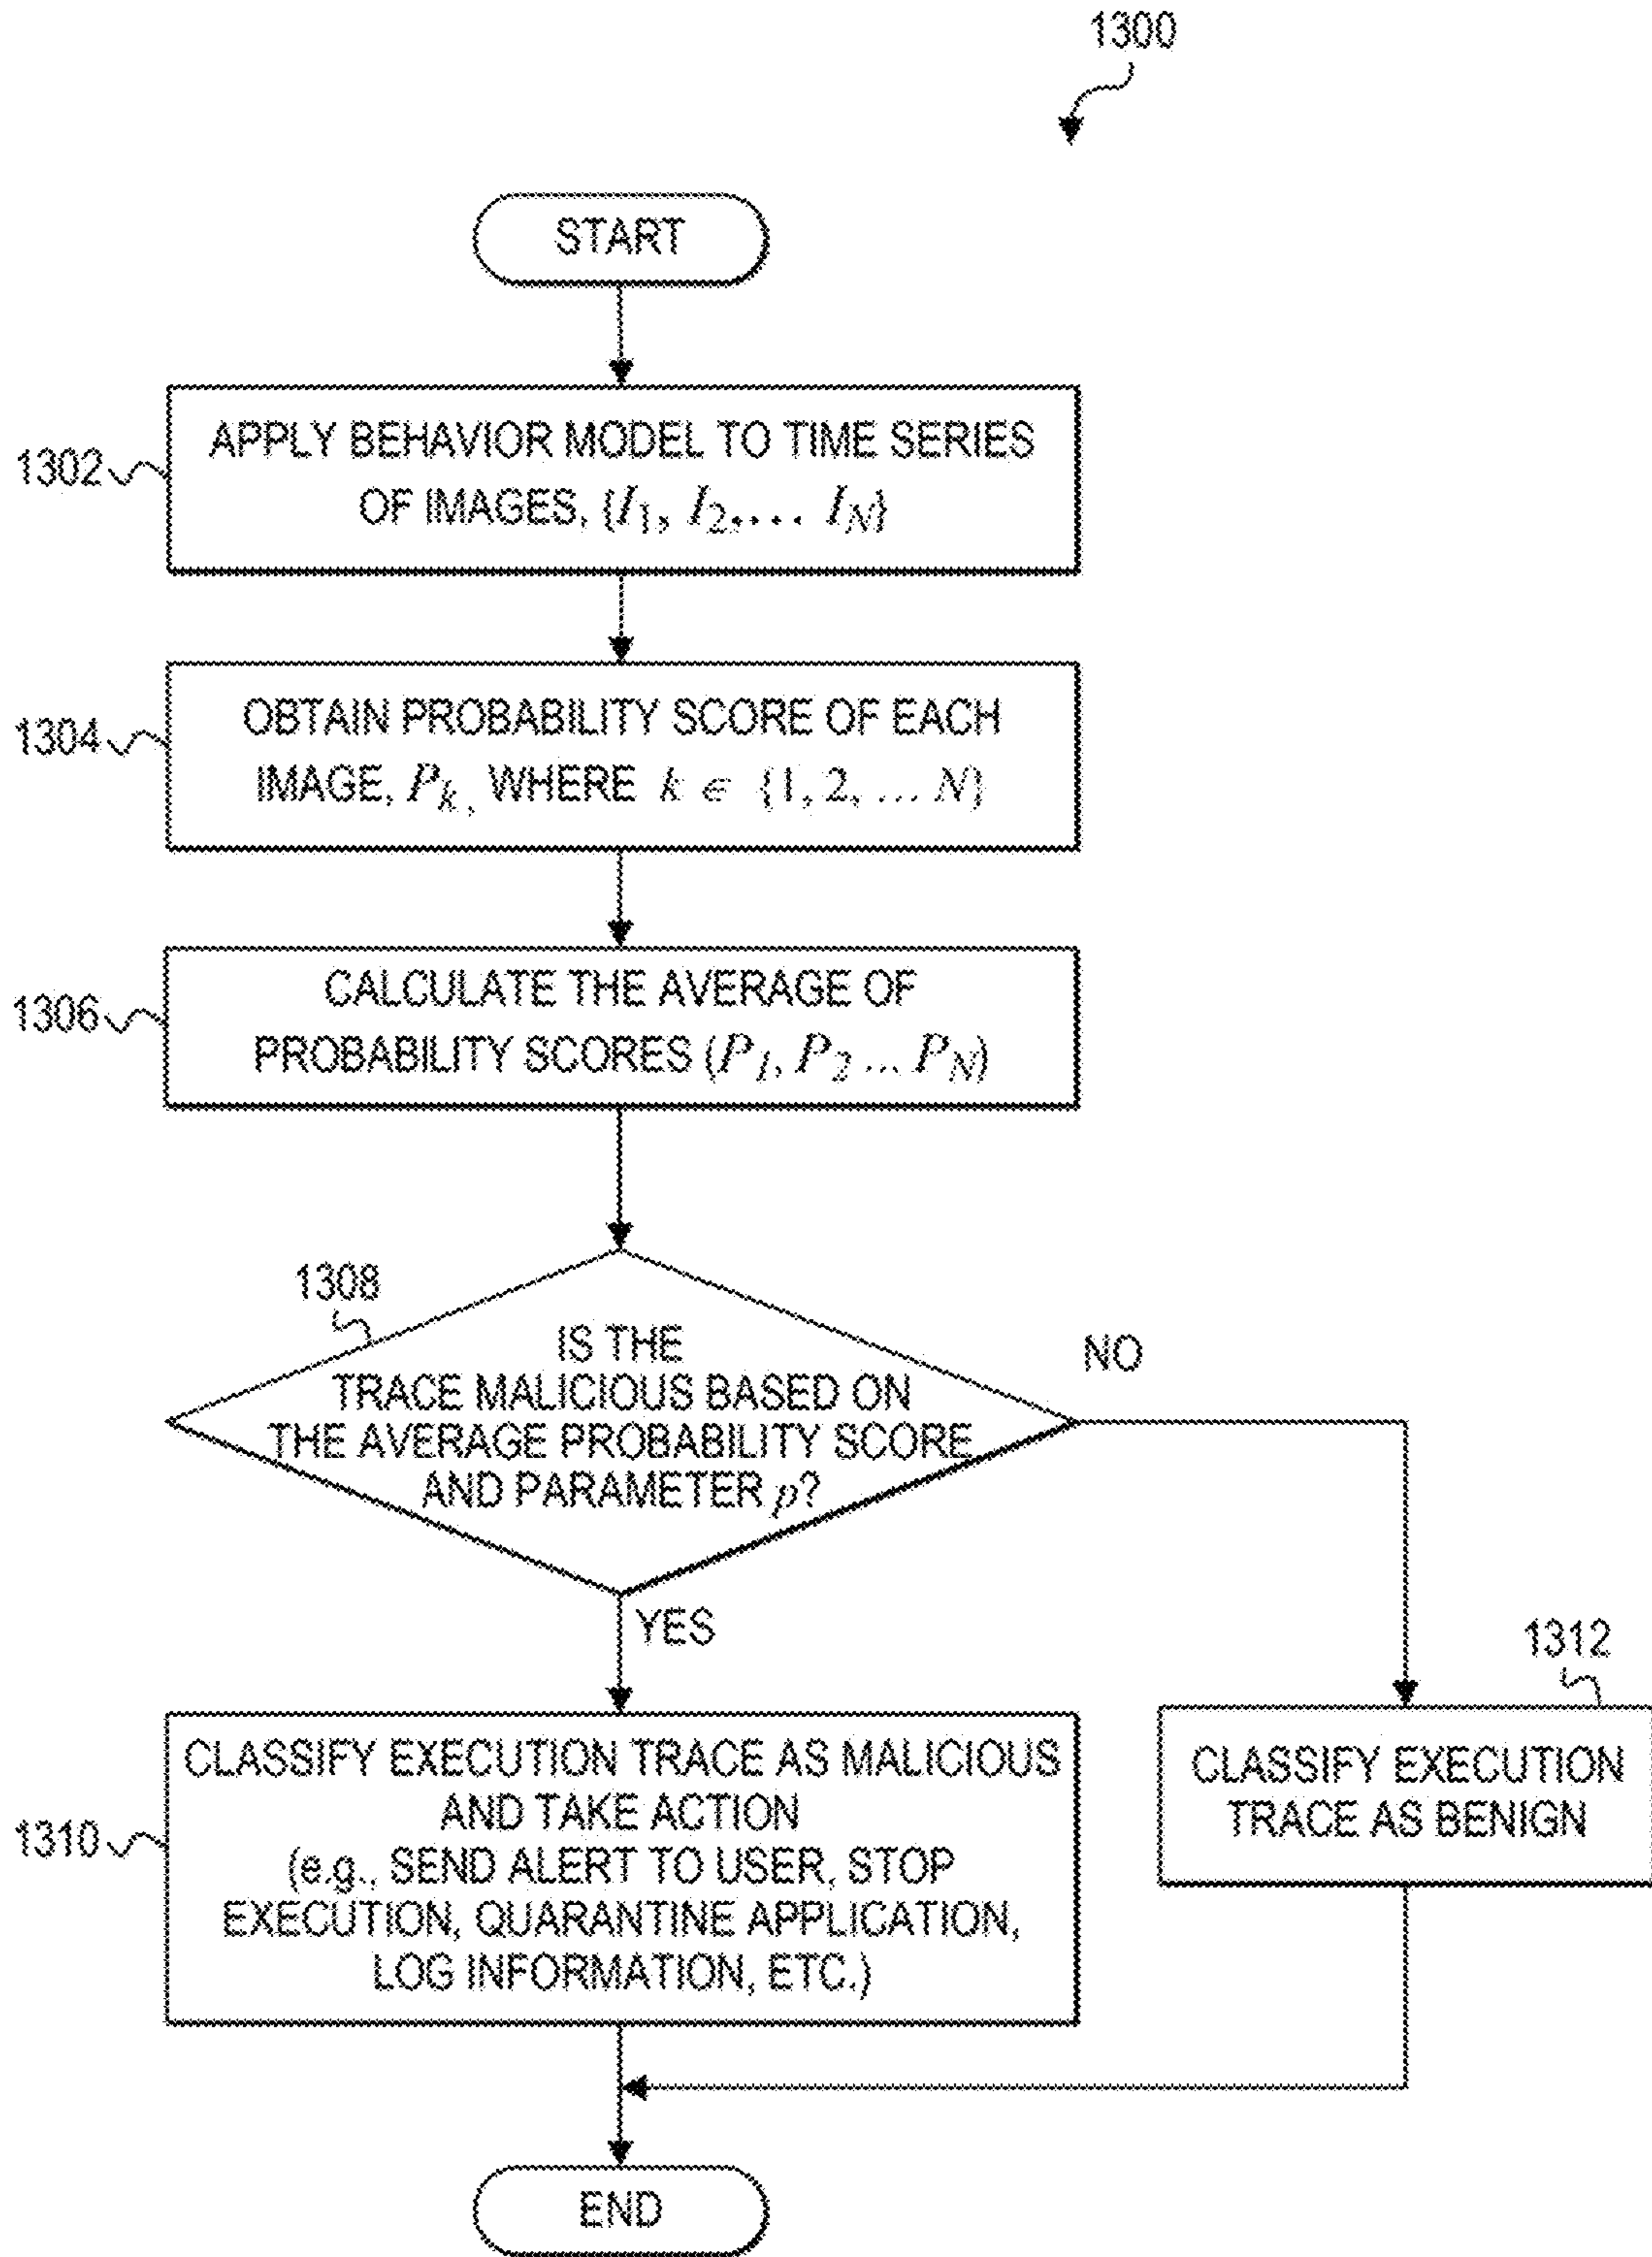 1300
START
1302
APPLY BEHAVIOR MODEL TO TIME SERIES
OF IMAGES, {I₁, I₂,... I_N}
1304
OBTAIN PROBABILITY SCORE OF EACH
IMAGE, P_k, WHERE k ∈ {1, 2, ... N}
1306
CALCULATE THE AVERAGE OF
PROBABILITY SCORES (P₁, P₂ ... P_N)
1308
IS THE
TRACE MALICIOUS BASED ON
THE AVERAGE PROBABILITY SCORE
AND PARAMETER p?
NO
YES
1310
CLASSIFY EXECUTION TRACE AS MALICIOUS
AND TAKE ACTION
(e.g., SEND ALERT TO USER, STOP
EXECUTION, QUARANTINE APPLICATION,
LOG INFORMATION, ETC.)
1312
CLASSIFY EXECUTION
TRACE AS BENIGN
END